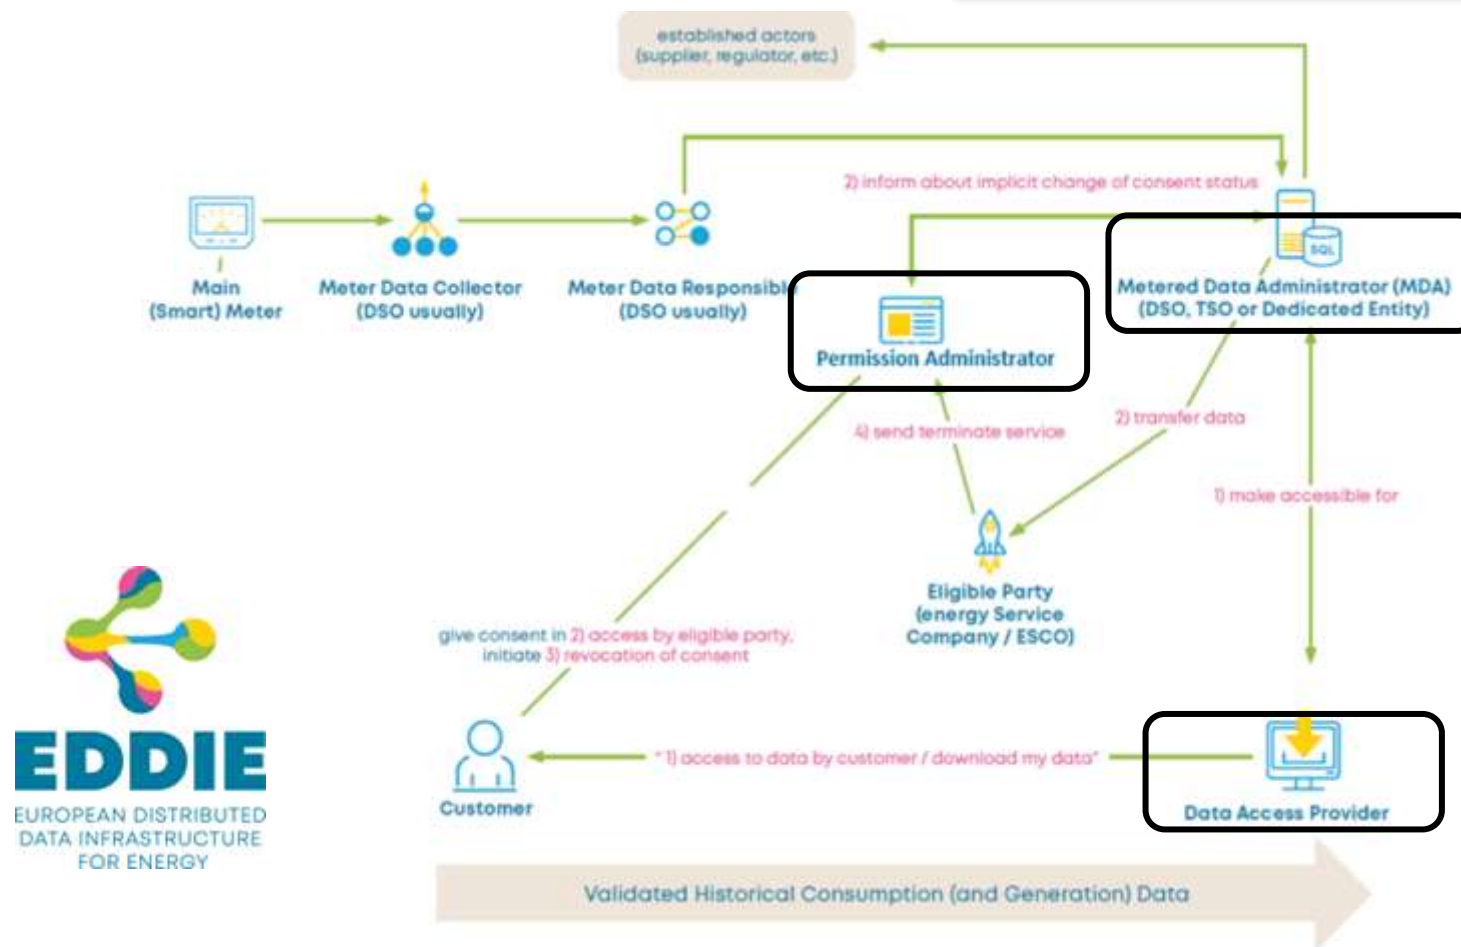 established actors
(supplier, regulator, etc.)
2) inform about implicit change of consent status
SQL
Main
(Smart) Meter
Meter Data Collector
(DSO usually)
Meter Data Responsible
(DSO usually)
Metered Data Administrator (MDA)
(DSO, TSO or Dedicated Entity)
Permission Administrator
4) send terminate service
2) transfer data
1) make accessible for
Eligible Party
(energy Service
Company / ESCO)
give consent in 2) access by eligible party,
initiate 3) revocation of consent
EDDIE
EUROPEAN DISTRIBUTED
DATA INFRASTRUCTURE
FOR ENERGY
" 1) access to data by customer / download my data"
Customer
Data Access Provider
Validated Historical Consumption (and Generation) Data